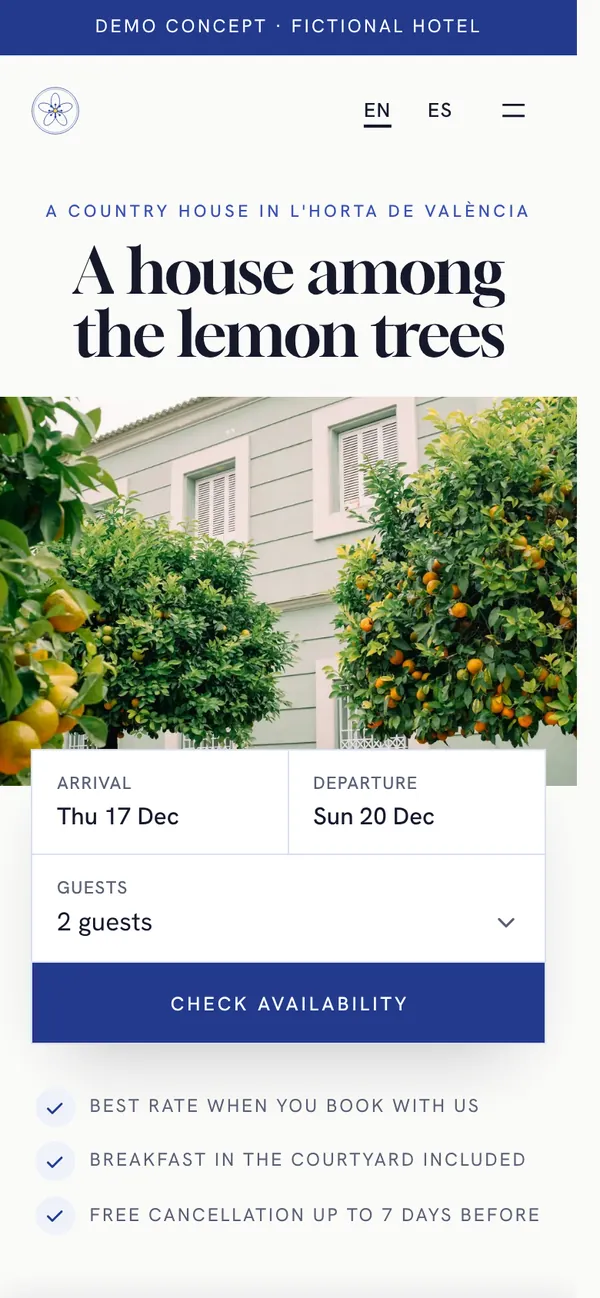 DEMO CONCEPT · FICTIONAL HOTEL
EN ES
A COUNTRY HOUSE IN L'HORTA DE VALÈNCIA
A house among
the lemon trees
ARRIVAL
Thu 17 Dec
DEPARTURE
Sun 20 Dec
GUESTS
2 guests
CHECK AVAILABILITY
BEST RATE WHEN YOU BOOK WITH US
BREAKFAST IN THE COURTYARD INCLUDED
FREE CANCELLATION UP TO 7 DAYS BEFORE